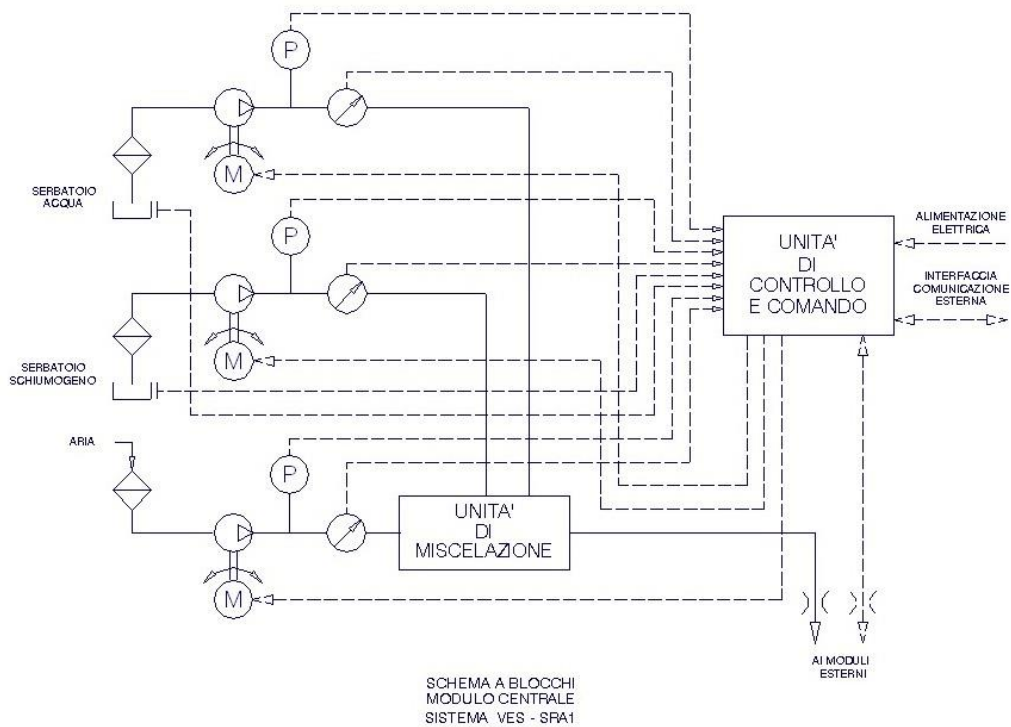 P
M
SERBATOIO
ACQUA
P
M
SERBATOIO
SCHIUMOGENO
ARIA
P
M
UNITA'
DI
MISCELAZIONE
UNITA'
DI
CONTROLLO
E COMANDO
ALIMENTAZIONE
ELETTRICA
INTERFACCIA
COMUNICAZIONE
ESTERNA
AI MODULI
ESTERNI
SCHEMA A BLOCCHI
MODULO CENTRALE
SISTEMA VES - SRA1